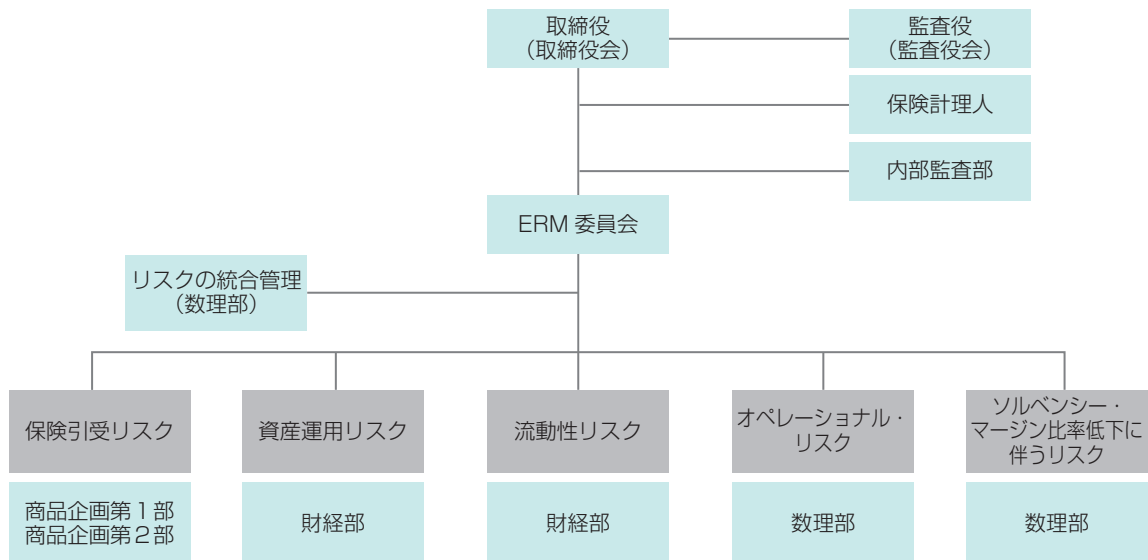 取締役
（取締役会）
監査役
（監査役会）
保険計理人
内部監査部
ERM 委員会
リスクの統合管理
（数理部）
保険引受リスク
資産運用リスク
流動性リスク
オペレーショナル・
リスク
ソルベンシー・
マージン比率低下に
伴うリスク
商品企画第１部
商品企画第２部
財経部
財経部
数理部
数理部